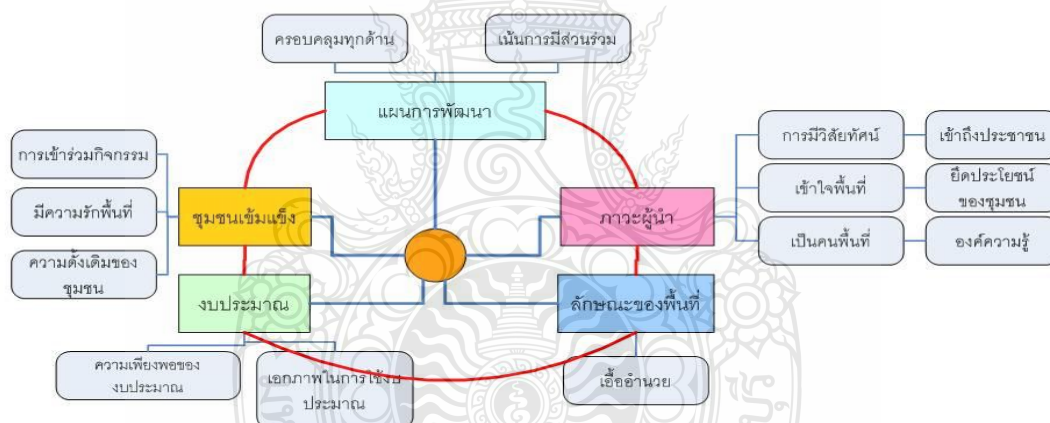 ครอบคลุมทุกด้าน
เน้นการมีส่วนร่วม
แผนการพัฒนา
การเข้าร่วมกิจกรรม
มีความรักพื้นที่
ความดั้งเดิมของ
ชุมชน
ชุมชนเข้มแข็ง
ภาวะผู้นำ
การมีวิสัยทัศน์
เข้าถึงประชาชน
เข้าใจพื้นที่
ยึดประโยชน์
ของชุมชน
เป็นคนพื้นที่
องค์ความรู้
งบประมาณ
ลักษณะของพื้นที่
ความเพียงพอของ
งบประมาณ
เอกภาพในการใช้งบ
ประมาณ
เอื้ออำนวย